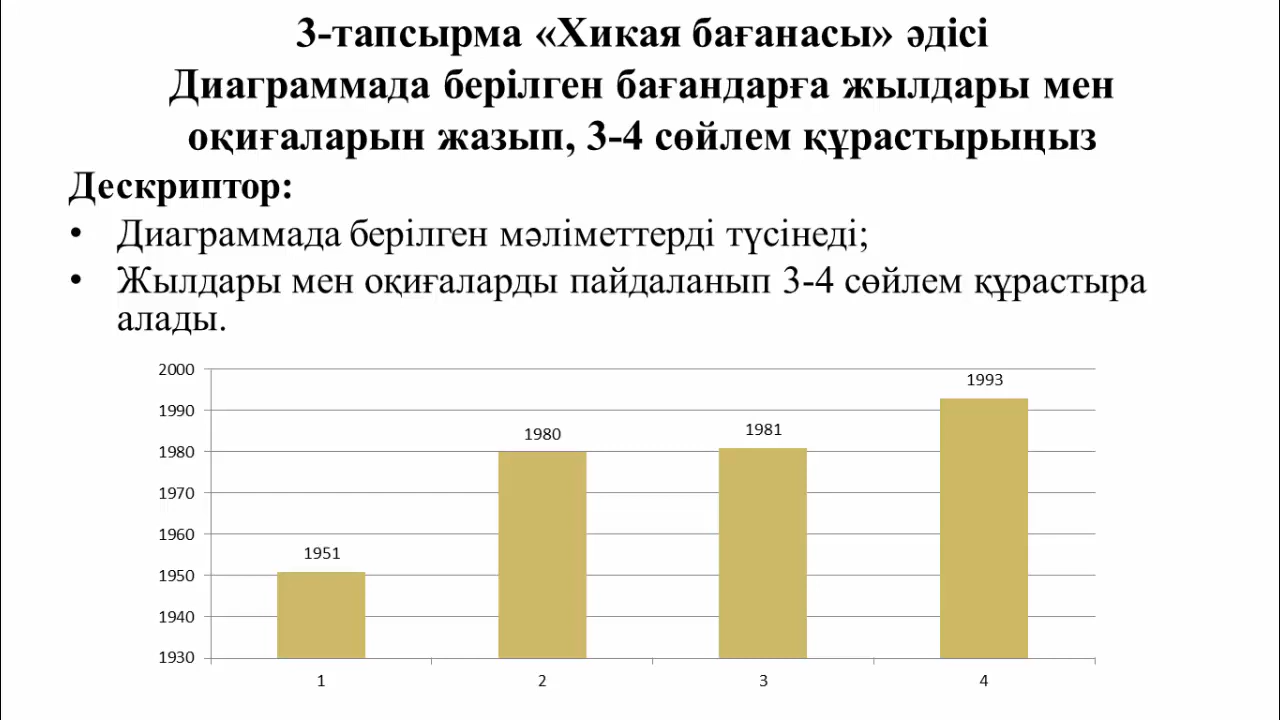 3-тапсырма «Хикая бағанасы» әдісі
Диаграммада берілген бағандарға жылдары мен
оқиғаларын жазып, 3-4 сөйлем құрастырыңыз
Дескриптор:
• Диаграммада берілген мәліметтерді түсінеді;
• Жылдары мен оқиғаларды пайдаланып 3-4 сөйлем құрастыра
алады.
2000
1990
1980
1970
1960
1950
1940
1930
1951
1980
1981
1993
1 2 3 4